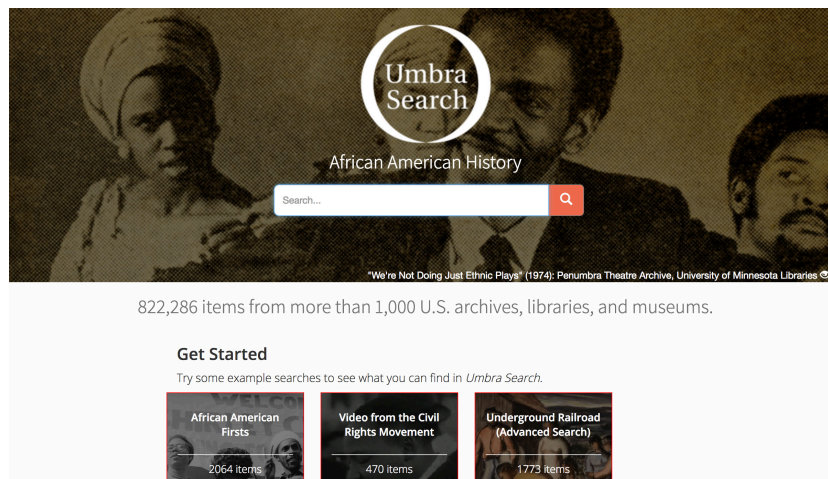 Umbra
Search
African American History
Search...
"We're Not Doing Just Ethnic Plays" (1974): Penumbra Theatre Archive, University of Minnesota Libraries
822,286 items from more than 1,000 U.S. archives, libraries, and museums.
Get Started
Try some example searches to see what you can find in Umbra Search.
WELCOM
African American
Firsts
2064 items
Video from the Civil
Rights Movement
470 items
Underground Railroad
(Advanced Search)
1773 items